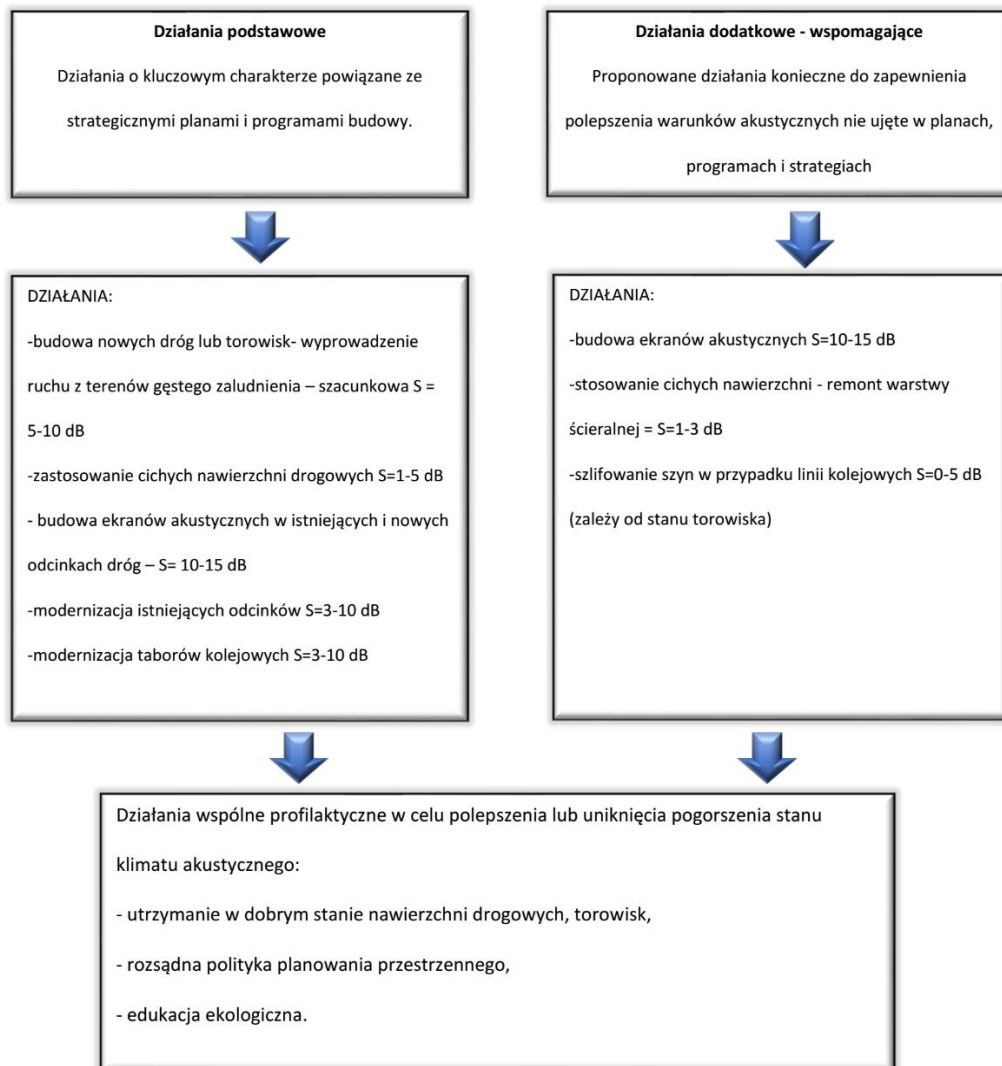 Działania podstawowe
Działania o kluczowym charakterze powiązane ze
strategicznymi planami i programami budowy.
Działania dodatkowe - wspomagające
Proponowane działania konieczne do zapewnienia
polepszenia warunków akustycznych nie ujęte w planach,
programach i strategiach
DZIAŁANIA:
-budowa nowych dróg lub torowisk- wyprowadzenie
ruchu z terenów gęstego zaludnienia – szacunkowa S =
5-10 dB
-zastosowanie cichych nawierzchni drogowych S=1-5 dB
- budowa ekranów akustycznych w istniejących i nowych
odcinkach dróg – S= 10-15 dB
-modernizacja istniejących odcinków S=3-10 dB
-modernizacja taborów kolejowych S=3-10 dB
DZIAŁANIA:
-budowa ekranów akustycznych S=10-15 dB
-stosowanie cichych nawierzchni - remont warstwy
ścieralnej = S=1-3 dB
-szlifowanie szyn w przypadku linii kolejowych S=0-5 dB
(zależy od stanu torowiska)
Działania wspólne profilaktyczne w celu polepszenia lub uniknięcia pogorszenia stanu
klimatu akustycznego:
- utrzymanie w dobrym stanie nawierzchni drogowych, torowisk,
- rozsądna polityka planowania przestrzennego,
- edukacja ekologiczna.